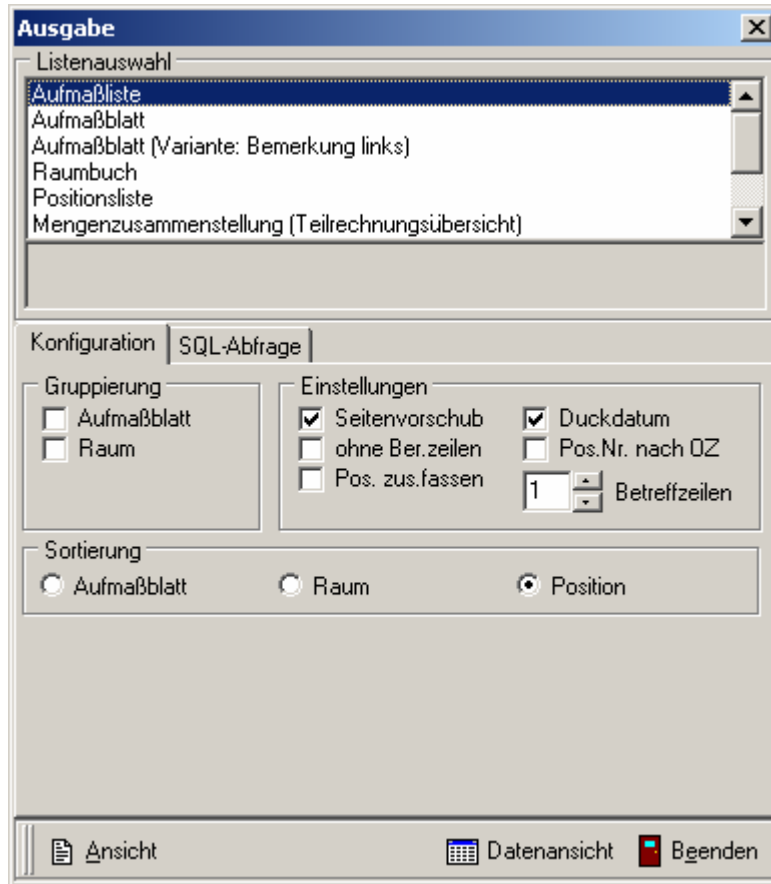 Ausgabe
Listenauswahl
Aufmaßliste
Aufmaßblatt
Aufmaßblatt (Variante: Bemerkung links)
Raumbuch
Positionsliste
Mengenzusammenstellung (Teilrechnungsübersicht)
Konfiguration SQL-Abfrage
Gruppierung
Aufmaßblatt
Raum
Einstellungen
Seitenvorschub Duckdatum
ohne Ber.zeilen Pos.Nr. nach OZ
Pos. zus.fassen 1 Betreffzeilen
Sortierung
Aufmaßblatt Raum Position
Ansicht Datenansicht Beenden